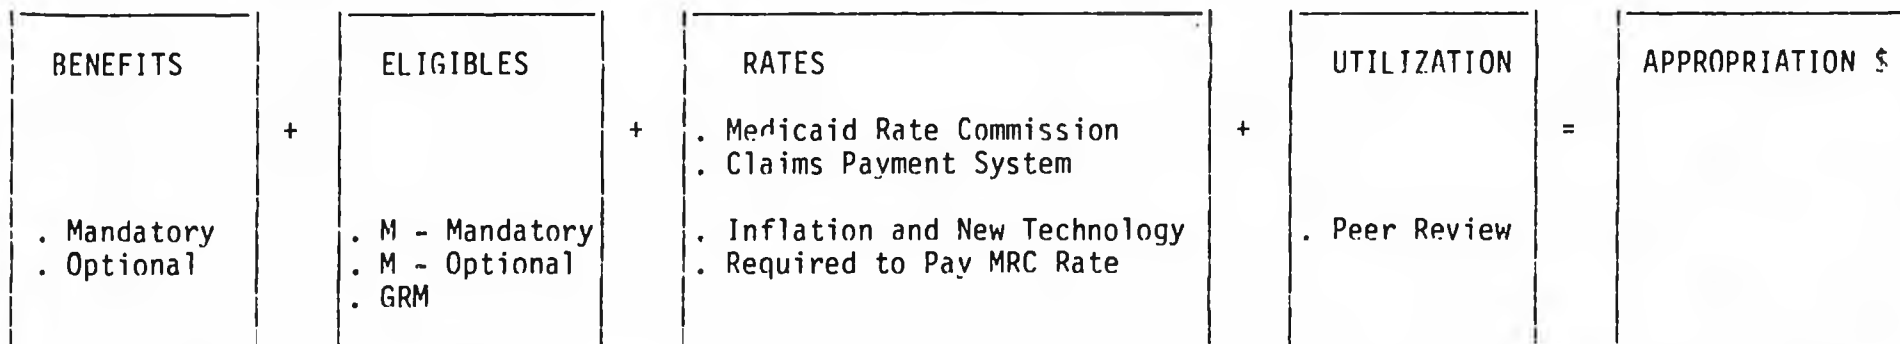 BENEFITS ELIGIBLES RATES UTILIZATION APPROPRIATION $
+ + . Medicaid Rate Commission + =
. Claims Payment System
. Mandatory . M - Mandatory . Inflation and New Technology . Peer Review
. Optional . M - Optional . Required to Pay MRC Rate
. GRM